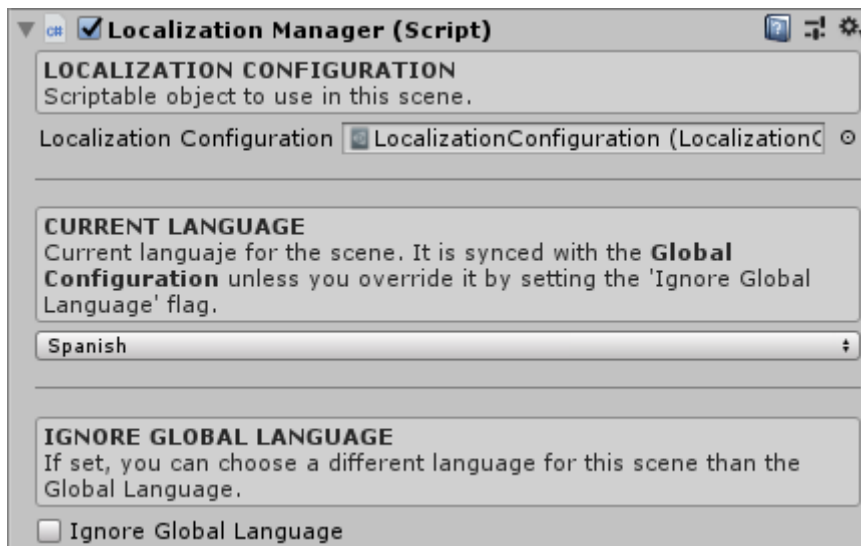 Localization Manager (Script)
LOCALIZATION CONFIGURATION
Scriptable object to use in this scene.
Localization Configuration LocalizationConfiguration (LocalizationC
CURRENT LANGUAGE
Current languaje for the scene. It is synced with the Global
Configuration unless you override it by setting the 'Ignore Global
Language' flag.
Spanish
IGNORE GLOBAL LANGUAGE
If set, you can choose a different language for this scene than the
Global Language.
Ignore Global Language